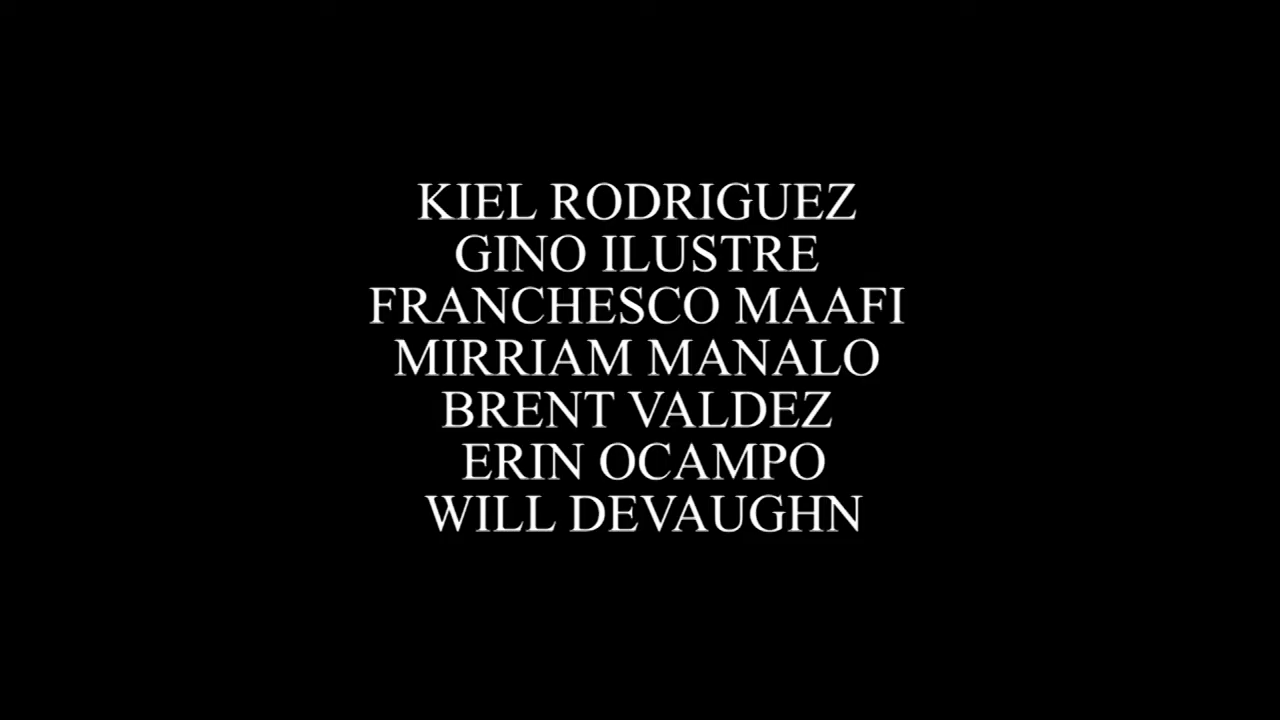 KIEL RODRIGUEZ
GINO ILUSTRE
FRANCHESCO MAAFI
MIRRIAM MANALO
BRENT VALDEZ
ERIN OCAMPO
WILL DEVAUGHN